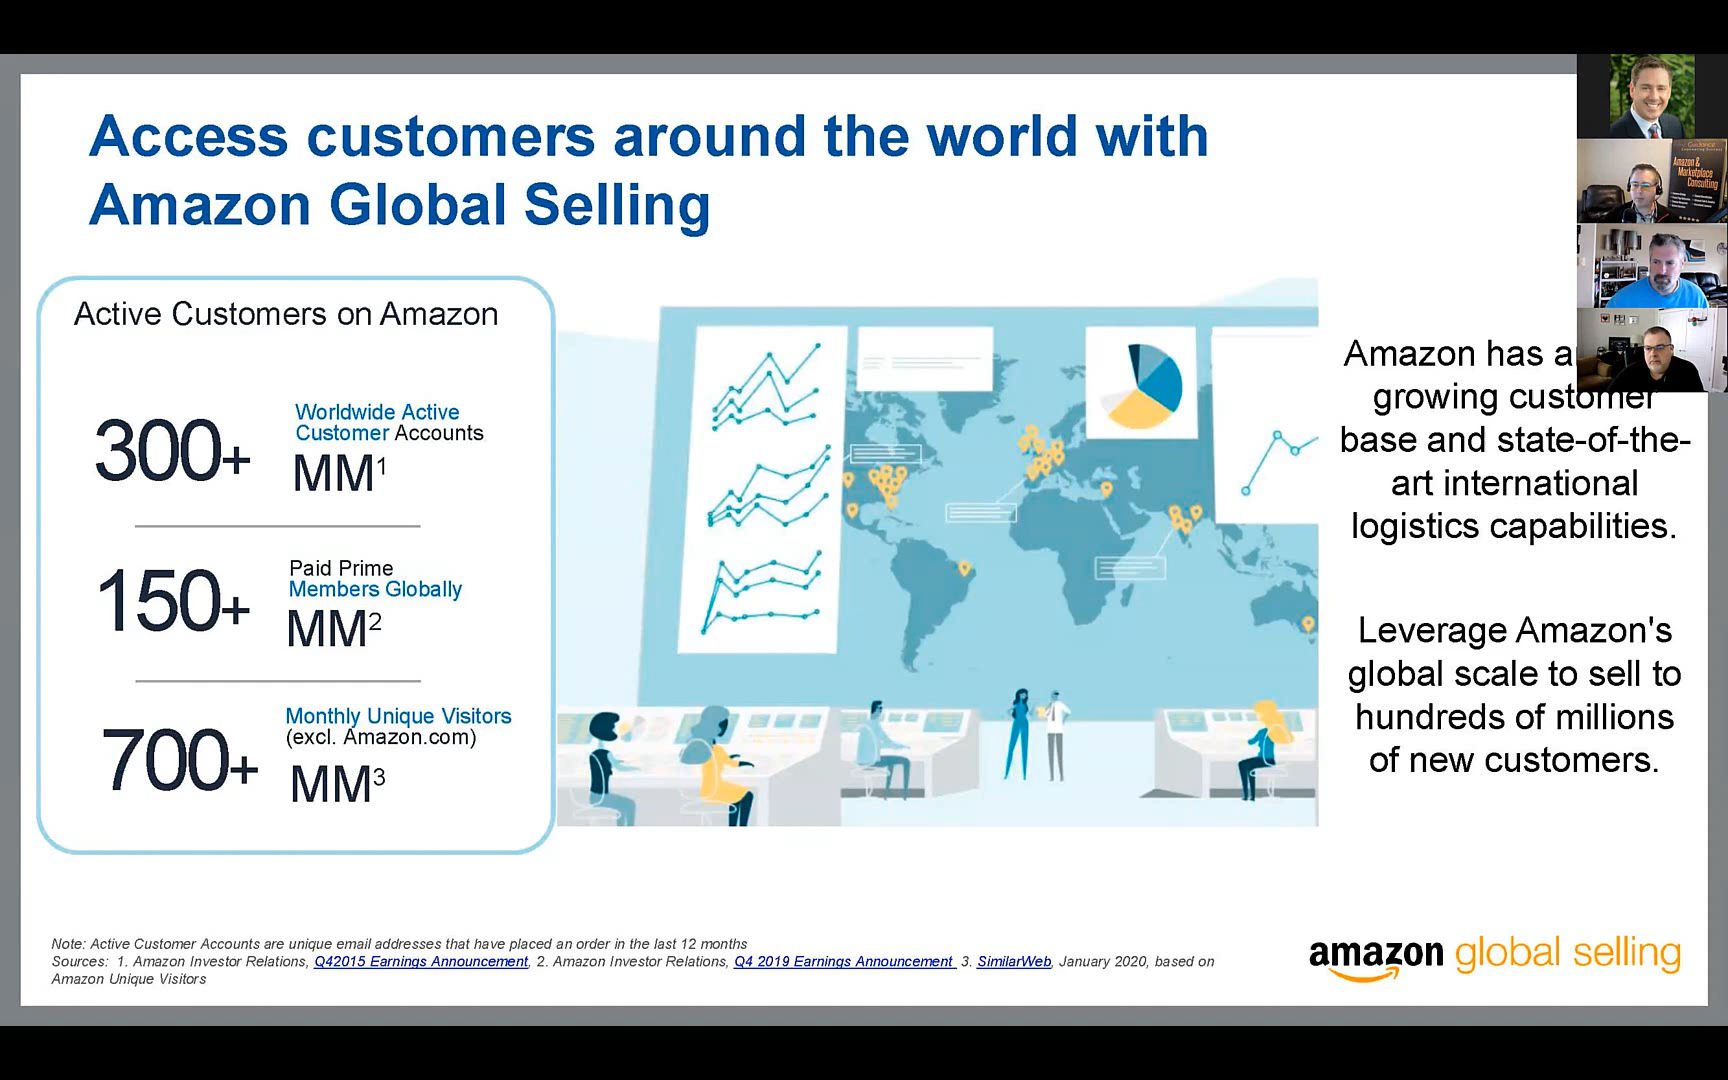 Access customers around the world with
Amazon Global Selling
Active Customers on Amazon
300+
Worldwide Active
Customer Accounts
MM1
150+
Paid Prime
Members Globally
MM2
700+
Monthly Unique Visitors
(excl. Amazon.com)
MM3
Amazon has a
growing customer
base and state-of-the-
art international
logistics capabilities.
Leverage Amazon's
global scale to sell to
hundreds of millions
of new customers.
Guidance
Amazon &
Marketplace
Consulting
Note: Active Customer Accounts are unique email addresses that have placed an order in the last 12 months
Sources: 1. Amazon Investor Relations, Q42015 Earnings Announcement, 2. Amazon Investor Relations, Q4 2019 Earnings Announcement 3. SimilarWeb, January 2020, based on
Amazon Unique Visitors
amazon global selling